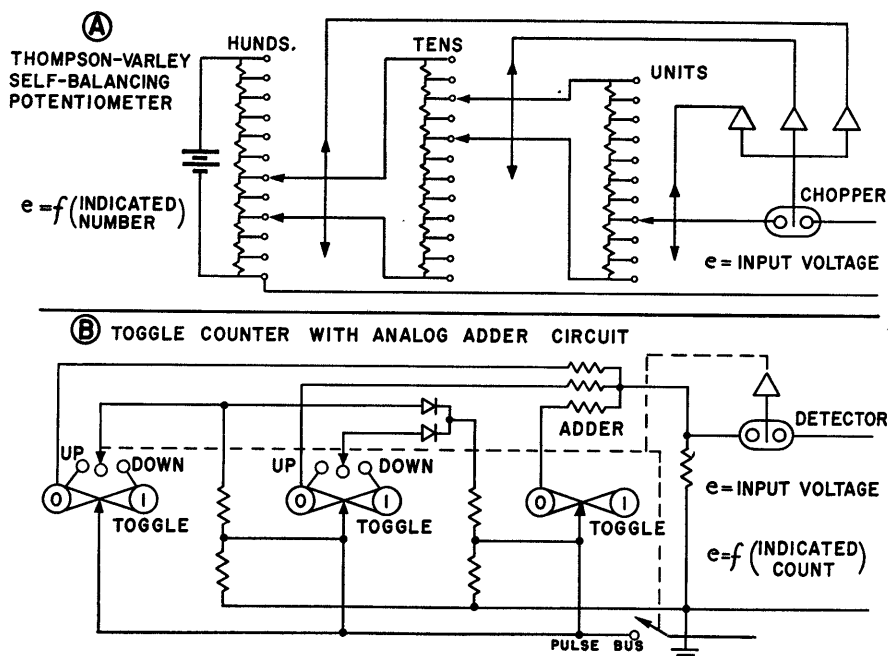 A
THOMPSON-VARLEY
SELF-BALANCING
POTENTIOMETER
HUNDS.
TENS
UNITS
CHOPPER
e = f (INDICATED NUMBER)
e = INPUT VOLTAGE
B TOGGLE COUNTER WITH ANALOG ADDER CIRCUIT
UP
DOWN
0
1
TOGGLE
UP
DOWN
0
1
TOGGLE
ADDER
0
1
TOGGLE
DETECTOR
e = INPUT VOLTAGE
e = f (INDICATED COUNT)
PULSE BUS